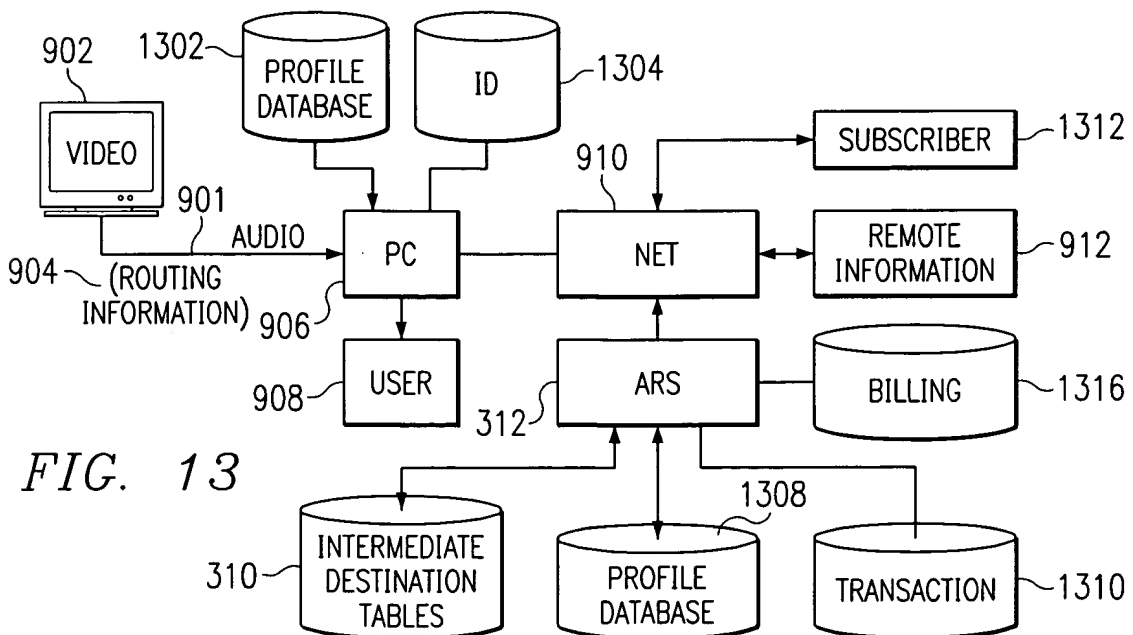 902
1302
PROFILE
DATABASE
ID
1304
VIDEO
901
AUDIO
904
(ROUTING
INFORMATION)
PC
906
910
NET
SUBSCRIBER
1312
REMOTE
INFORMATION
912
USER
908
ARS
312
BILLING
1316
FIG. 13
INTERMEDIATE
DESTINATION
TABLES
310
1308
PROFILE
DATABASE
TRANSACTION
1310